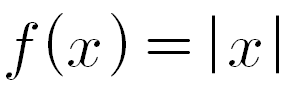 f(x) = |x|